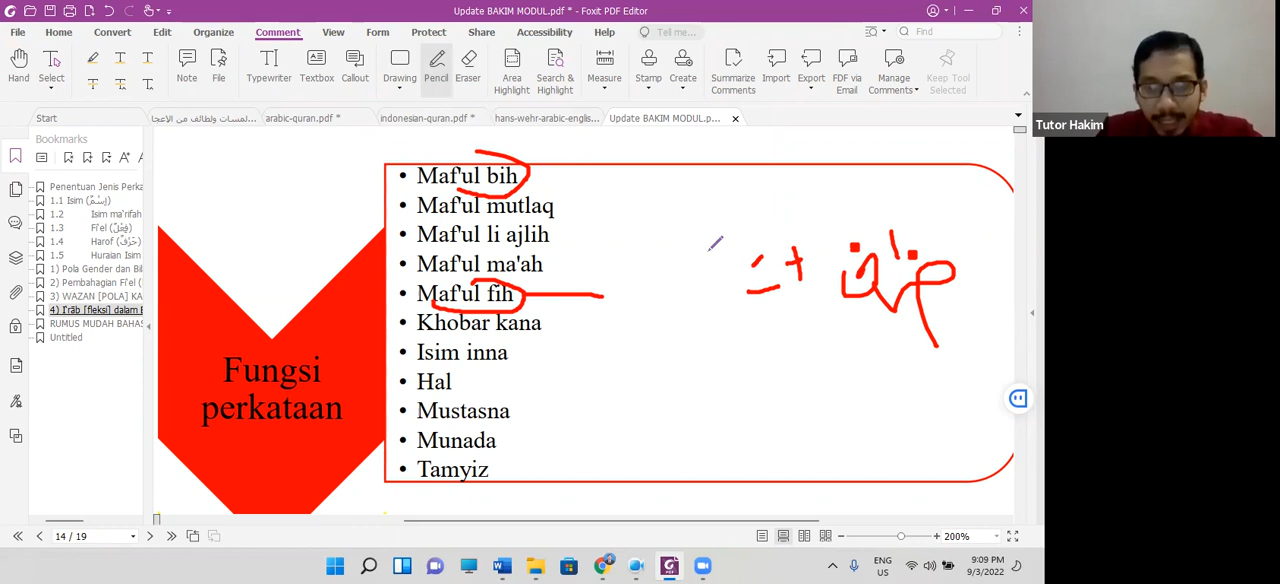 Update BAKIM MODUL.pdf * - Foxit PDF Editor
File Home Convert Edit Organize Comment View Form Protect Share Accessibility Help Tell me... Find
Hand Select Note File Typewriter Textbox Callout Drawing Pencil Eraser Area Highlight Search & Highlight Measure Stamp Create Summarize Comments Import Export FDF via Email Manage Comments Keep Tool Selected
Start
arabic-quran.pdf *
indonesian-quran.pdf *
hans-wehr-arabic-englis...
Update BAKIM MODUL.p...
Tutor Hakim
Bookmarks
Penentuan Jenis Perka
1.1 Isim (اِسْمٌ)
1.2 Isim ma'rifah
1.3 Fi'el (فِعْلٌ)
1.4 Harof (حَرْفٌ)
1.5 Huraian Isim
1) Pola Gender dan Bib
2) Pembahagian Fi'el (
3) WAZAN [POLA] KA
4) I'rāb [fleksi] dalam B
RUMUS MUDAH BAHAS
Untitled
Fungsi
perkataan
• Maf'ul bih
• Maf'ul mutlaq
• Maf'ul li ajlih
• Maf'ul ma'ah
• Maf'ul fih
• Khobar kana
• Isim inna
• Hal
• Mustasna
• Munada
• Tamyiz
14 / 19
200%
ENG
US
9:09 PM
9/3/2022